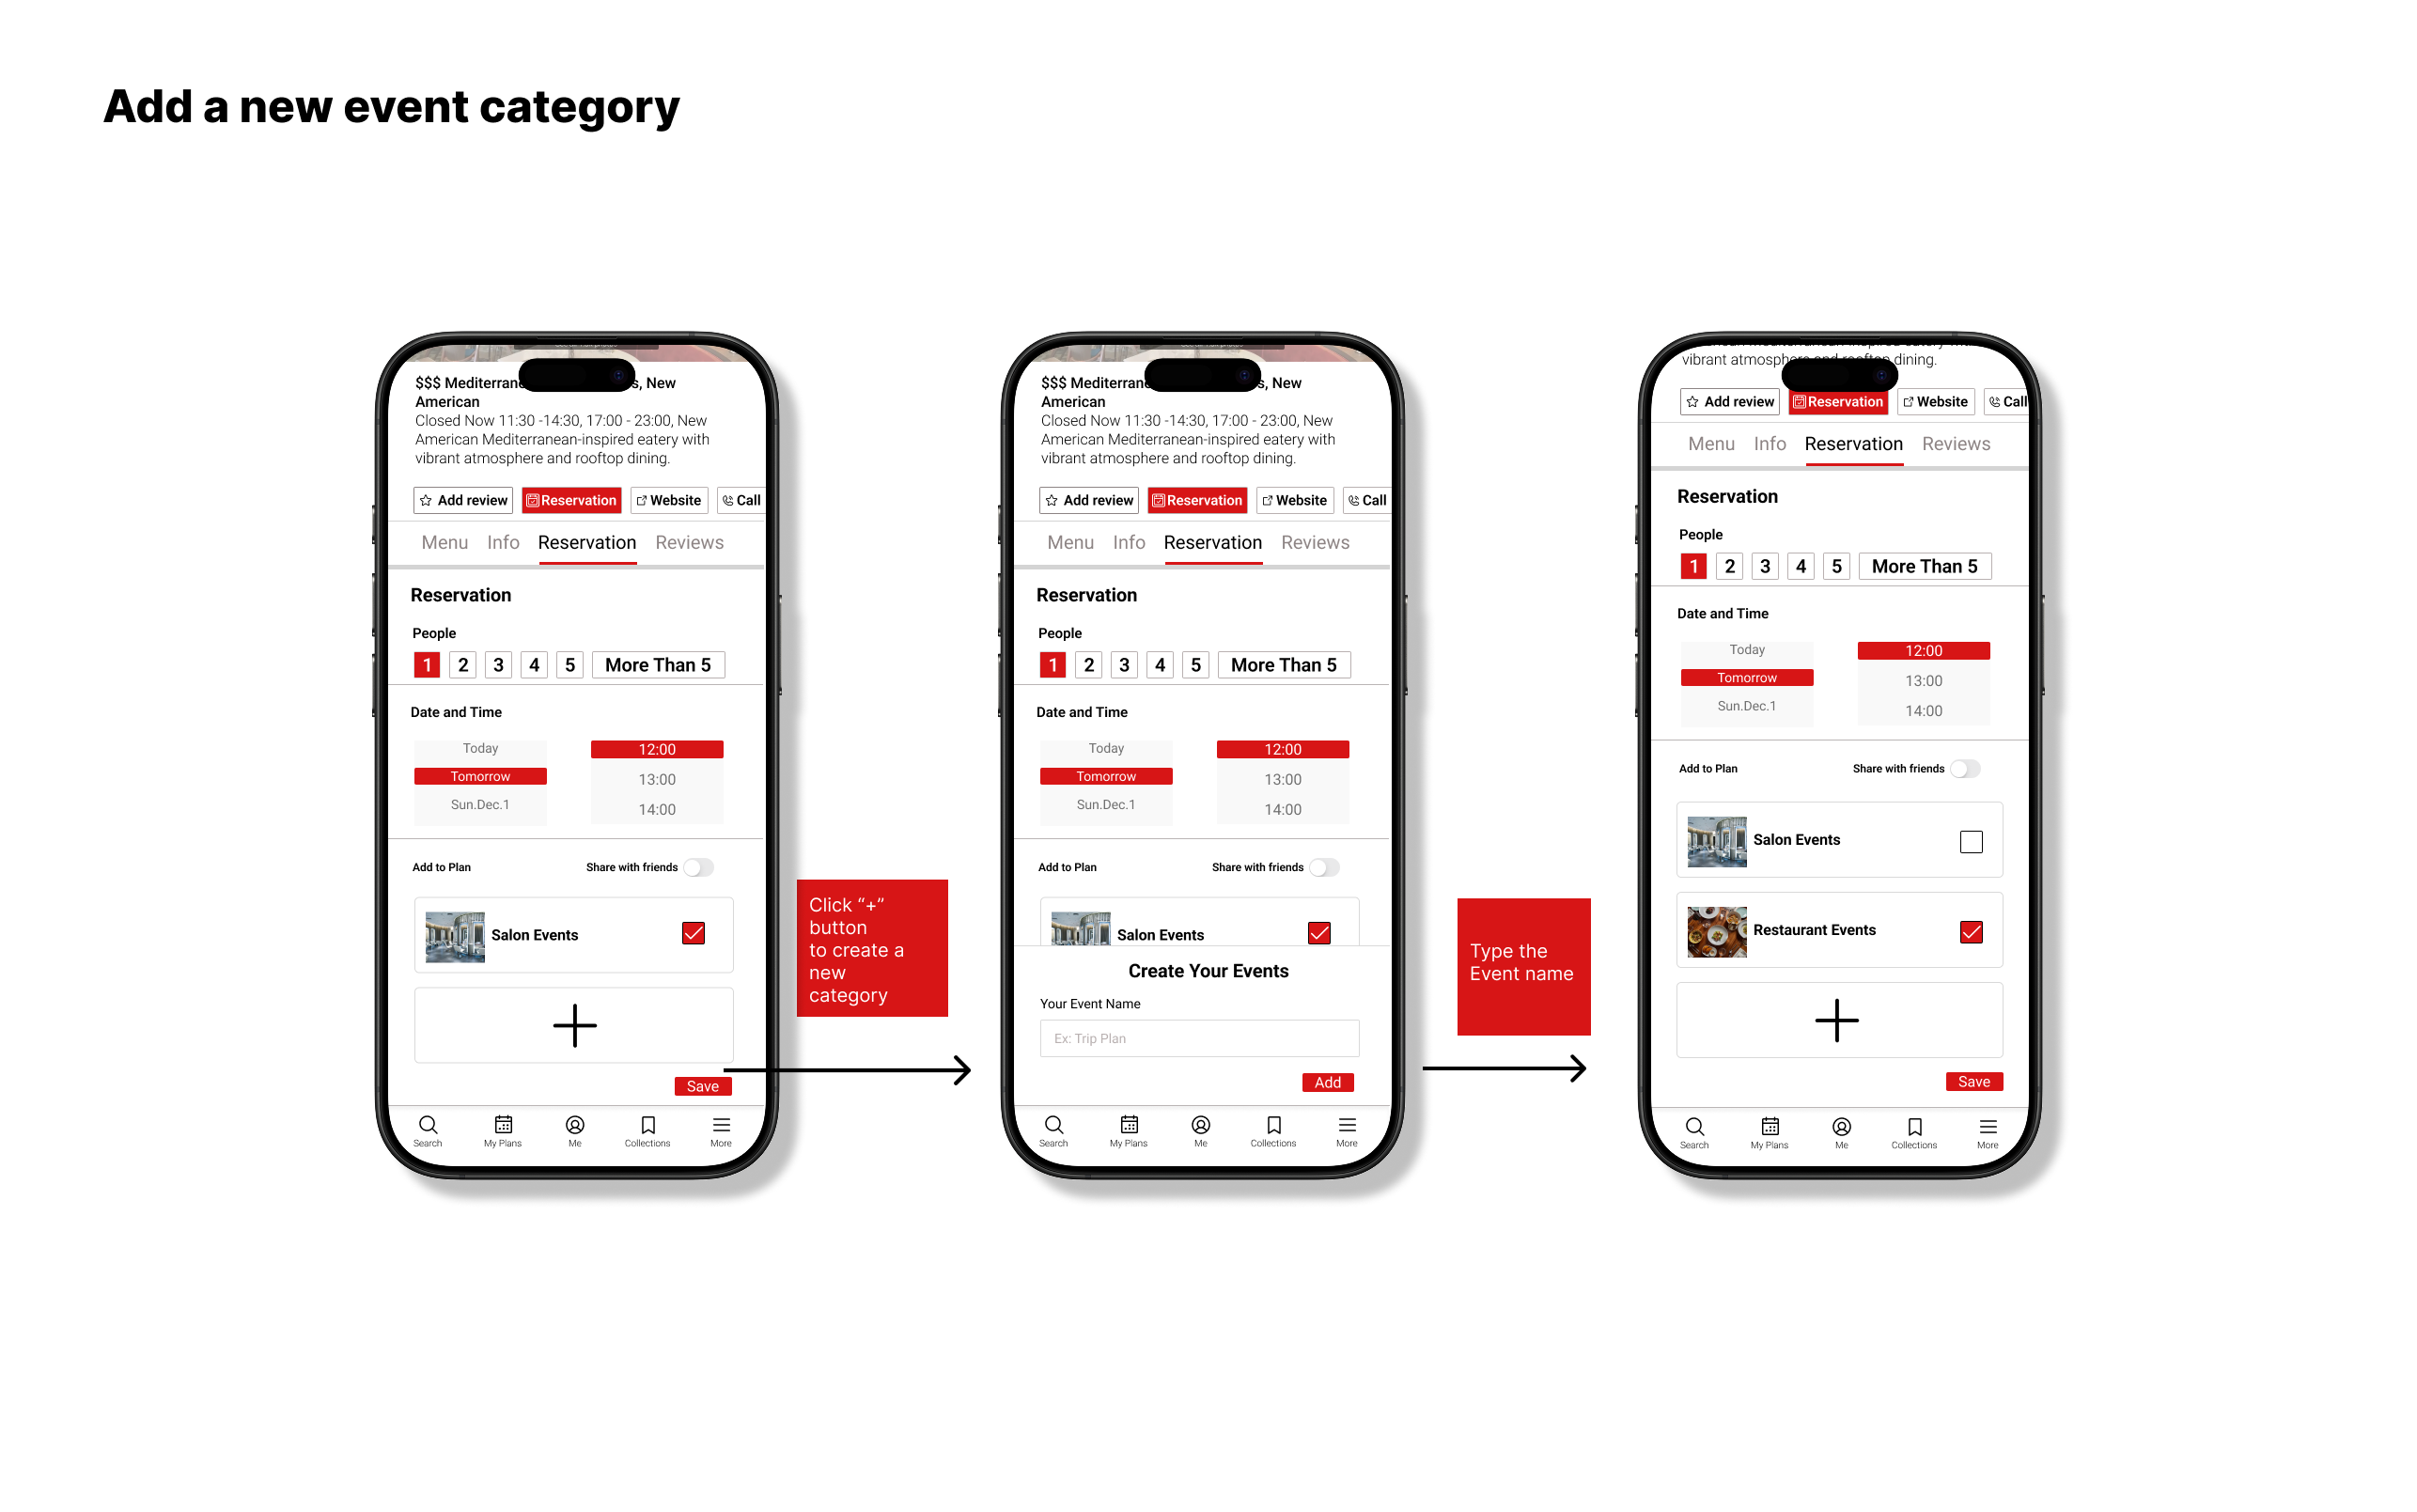 Add a new event category
$$$ Mediterrane s, New
American
Closed Now 11:30 -14:30, 17:00 - 23:00, New
American Mediterranean-inspired eatery with
vibrant atmosphere and rooftop dining.
Add review Reservation Website Call
Menu Info Reservation Reviews
Reservation
People
1 2 3 4 5 More Than 5
Date and Time
Today 12:00
Tomorrow 13:00
Sun.Dec.1 14:00
Add to Plan Share with friends
Salon Events
Save
Search My Plans Me Collections More
Click “+”
button
to create a
new
category
$$$ Mediterrane s, New
American
Closed Now 11:30 -14:30, 17:00 - 23:00, New
American Mediterranean-inspired eatery with
vibrant atmosphere and rooftop dining.
Add review Reservation Website Call
Menu Info Reservation Reviews
Reservation
People
1 2 3 4 5 More Than 5
Date and Time
Today 12:00
Tomorrow 13:00
Sun.Dec.1 14:00
Add to Plan Share with friends
Salon Events
Create Your Events
Your Event Name
Ex: Trip Plan
Add
Search My Plans Me Collections More
Type the
Event name
vibrant atmosphere and rooftop dining.
Add review Reservation Website Call
Menu Info Reservation Reviews
Reservation
People
1 2 3 4 5 More Than 5
Date and Time
Today 12:00
Tomorrow 13:00
Sun.Dec.1 14:00
Add to Plan Share with friends
Salon Events
Restaurant Events
Save
Search My Plans Me Collections More